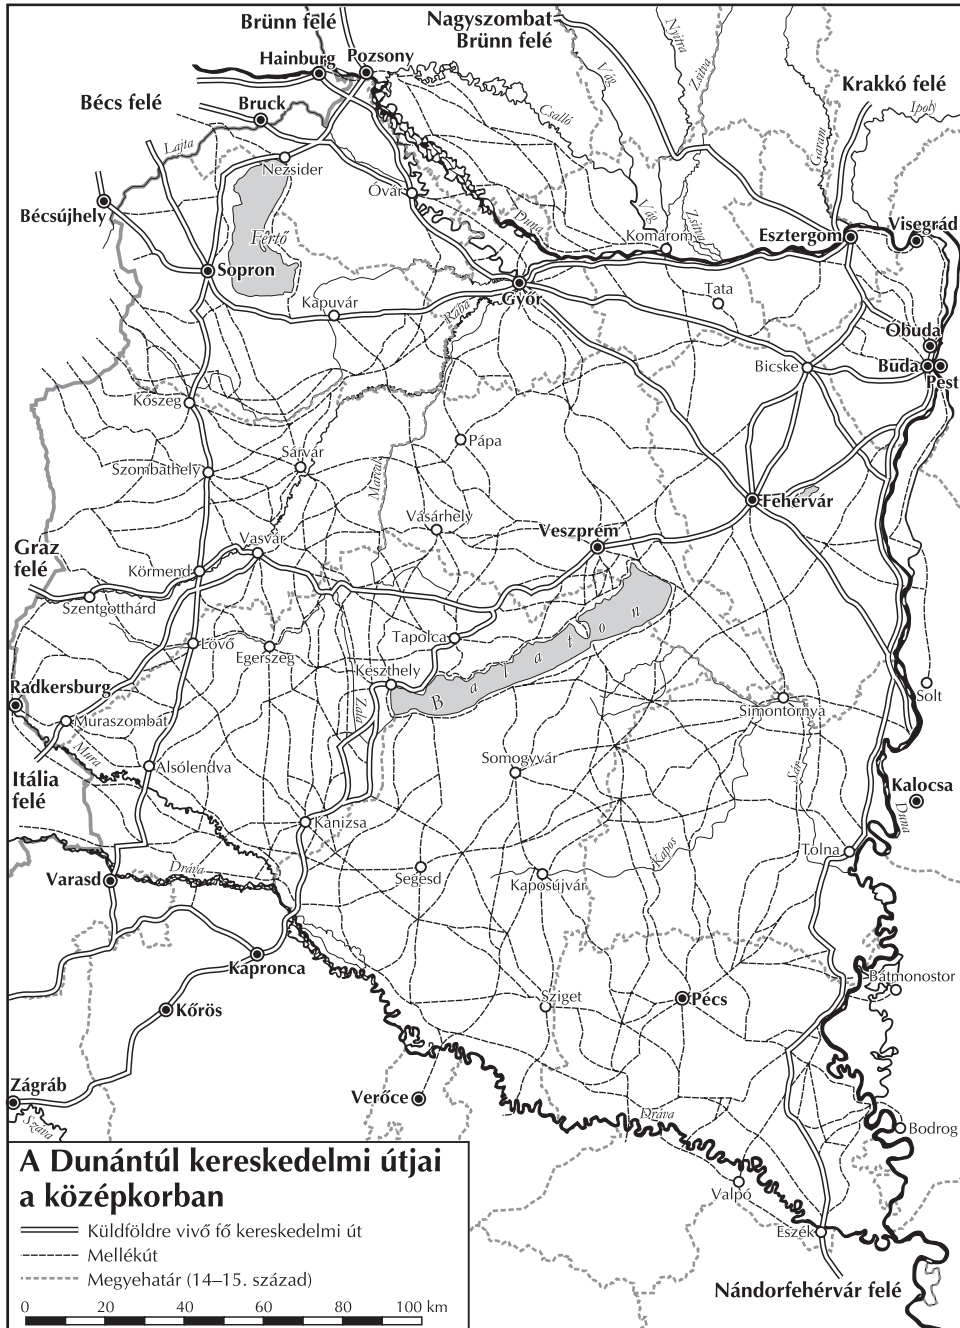 Brünn felé
Nagyszombat
Brünn felé
Hainburg
Pozsony
Nyitra
Zsitva
Vág
Krakkó felé
Bécs felé
Bruck
Csalló
Ipoly
Garam
Lajta
Nezsider
Óvár
Bécsújhely
Fertő
Duna
Vág
Zsitva
Komárom
Esztergom
Visegrád
Sopron
Győr
Tata
Kapuvár
Rába
Óbuda
Bicske
Buda
Pest
Kőszeg
Pápa
Sárvár
Szombathely
Marcal
Fehérvár
Vásárhely
Veszprém
Graz
felé
Vasvár
Körmend
Szentgotthárd
Tapolca
Balaton
Lövő
Egerszeg
Keszthely
Radkersburg
Zala
Solt
Simontornya
Muraszombat
Mura
Itália
felé
Alsólendva
Somogyvár
Sár
Kalocsa
Duna
Kanizsa
Tolna
Kapos
Varasd
Dráva
Segesd
Kaposújvár
Kapronca
Bátmonostor
Kőrös
Sziget
Pécs
Zágráb
Verőce
Száva
Dráva
Bodrog
Valpó
Eszék
Nándorfehérvár felé
A Dunántúl kereskedelmi útjai
a középkorban
Küldföldre vivő fő kereskedelmi út
Mellékút
Megyehatár (14–15. század)
0 20 40 60 80 100 km